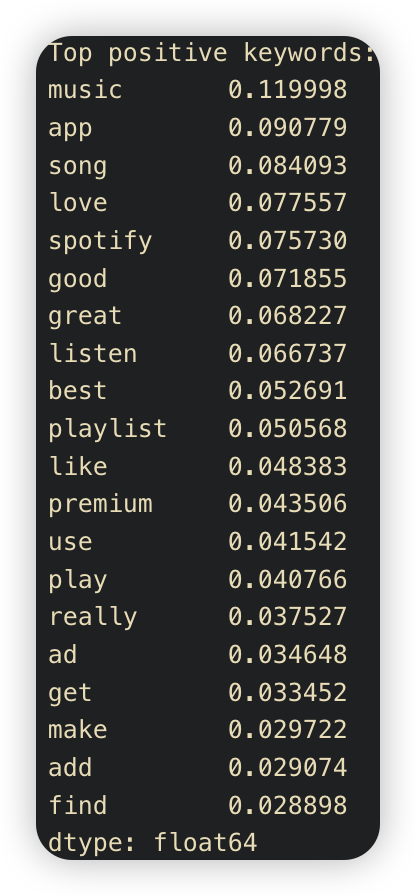 Top positive keywords:
music 0.119998
app 0.090779
song 0.084093
love 0.077557
spotify 0.075730
good 0.071855
great 0.068227
listen 0.066737
best 0.052691
playlist 0.050568
like 0.048383
premium 0.043506
use 0.041542
play 0.040766
really 0.037527
ad 0.034648
get 0.033452
make 0.029722
add 0.029074
find 0.028898
dtype: float64